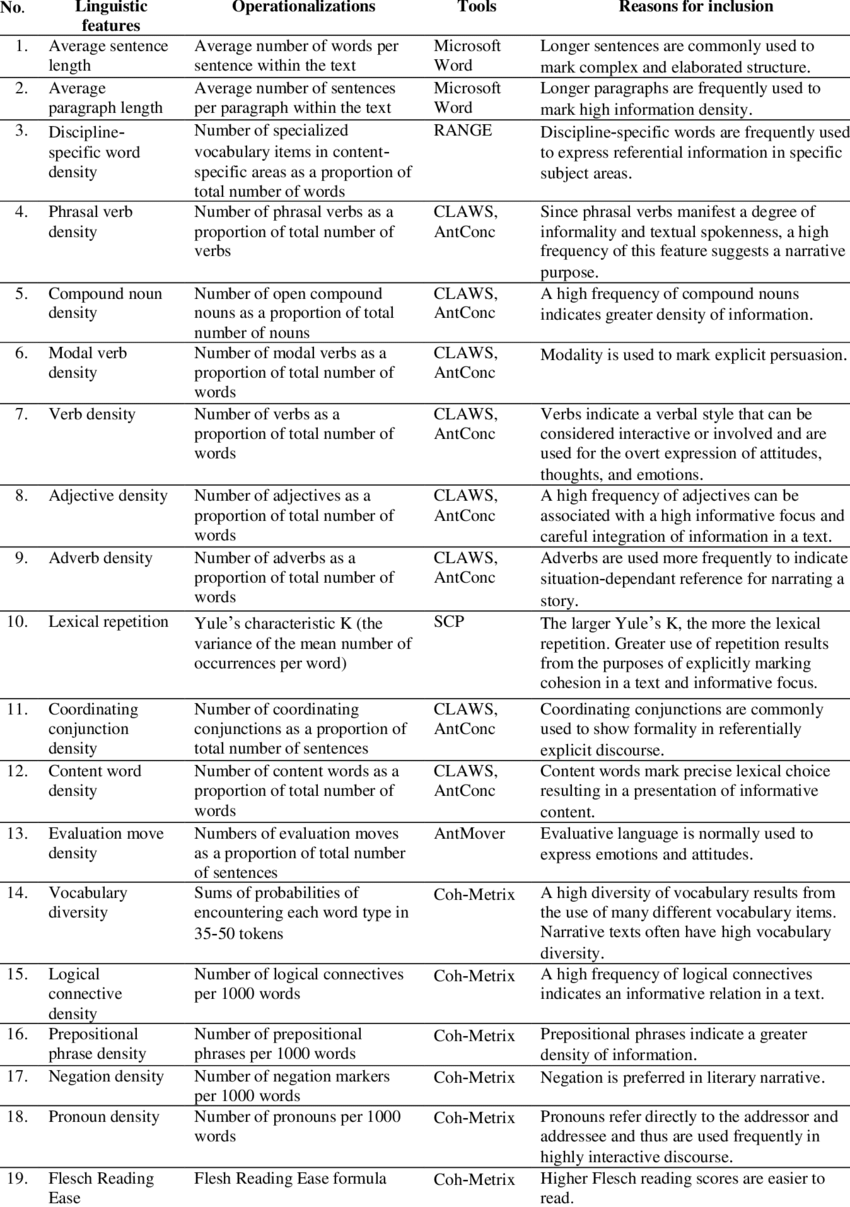 No. Linguistic features Operationalizations Tools Reasons for inclusion
1. Average sentence length Average number of words per sentence within the text Microsoft Word Longer sentences are commonly used to mark complex and elaborated structure.
2. Average paragraph length Average number of sentences per paragraph within the text Microsoft Word Longer paragraphs are frequently used to mark high information density.
3. Discipline-specific word density Number of specialized vocabulary items in content-specific areas as a proportion of total number of words RANGE Discipline-specific words are frequently used to express referential information in specific subject areas.
4. Phrasal verb density Number of phrasal verbs as a proportion of total number of verbs CLAWS, AntConc Since phrasal verbs manifest a degree of informality and textual spokenness, a high frequency of this feature suggests a narrative purpose.
5. Compound noun density Number of open compound nouns as a proportion of total number of nouns CLAWS, AntConc A high frequency of compound nouns indicates greater density of information.
6. Modal verb density Number of modal verbs as a proportion of total number of words CLAWS, AntConc Modality is used to mark explicit persuasion.
7. Verb density Number of verbs as a proportion of total number of words CLAWS, AntConc Verbs indicate a verbal style that can be considered interactive or involved and are used for the overt expression of attitudes, thoughts, and emotions.
8. Adjective density Number of adjectives as a proportion of total number of words CLAWS, AntConc A high frequency of adjectives can be associated with a high informative focus and careful integration of information in a text.
9. Adverb density Number of adverbs as a proportion of total number of words CLAWS, AntConc Adverbs are used more frequently to indicate situation-dependant reference for narrating a story.
10. Lexical repetition Yule's characteristic K (the variance of the mean number of occurrences per word) SCP The larger Yule's K, the more the lexical repetition. Greater use of repetition results from the purposes of explicitly marking cohesion in a text and informative focus.
11. Coordinating conjunction density Number of coordinating conjunctions as a proportion of total number of sentences CLAWS, AntConc Coordinating conjunctions are commonly used to show formality in referentially explicit discourse.
12. Content word density Number of content words as a proportion of total number of words CLAWS, AntConc Content words mark precise lexical choice resulting in a presentation of informative content.
13. Evaluation move density Numbers of evaluation moves as a proportion of total number of sentences AntMover Evaluative language is normally used to express emotions and attitudes.
14. Vocabulary diversity Sums of probabilities of encountering each word type in 35-50 tokens Coh-Metrix A high diversity of vocabulary results from the use of many different vocabulary items. Narrative texts often have high vocabulary diversity.
15. Logical connective density Number of logical connectives per 1000 words Coh-Metrix A high frequency of logical connectives indicates an informative relation in a text.
16. Prepositional phrase density Number of prepositional phrases per 1000 words Coh-Metrix Prepositional phrases indicate a greater density of information.
17. Negation density Number of negation markers per 1000 words Coh-Metrix Negation is preferred in literary narrative.
18. Pronoun density Number of pronouns per 1000 words Coh-Metrix Pronouns refer directly to the addressor and addressee and thus are used frequently in highly interactive discourse.
19. Flesch Reading Ease Flesh Reading Ease formula Coh-Metrix Higher Flesch reading scores are easier to read.